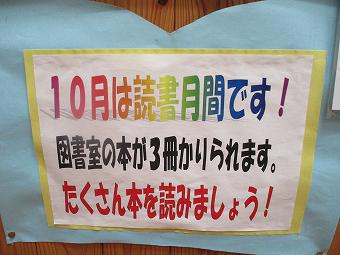 １０月は読書月間です！
図書室の本が３冊かりられます。
たくさん本を読みましょう！